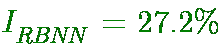 I_{RBNN} = 27.2%